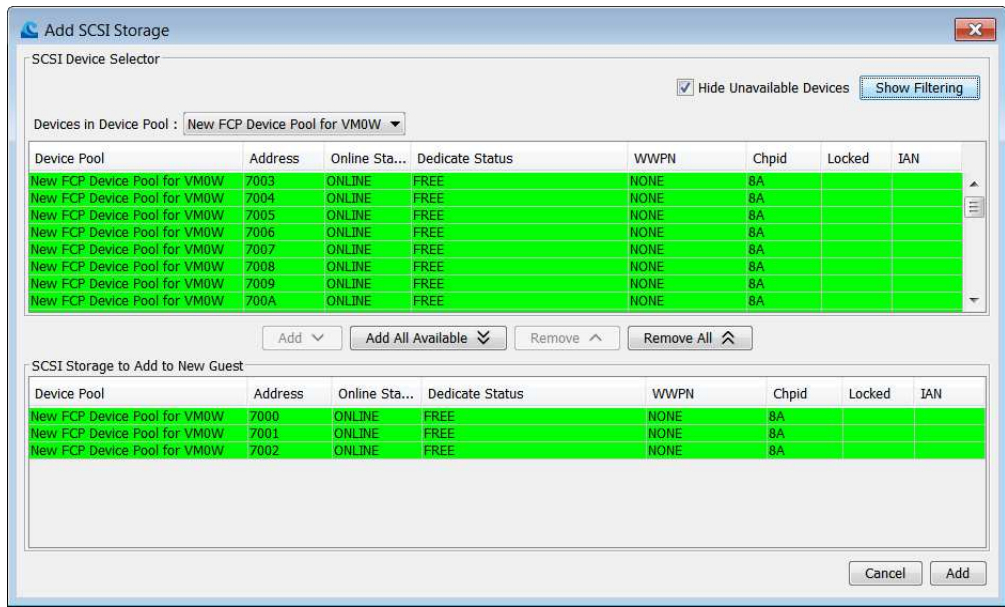 Add SCSI Storage
SCSI Device Selector
Hide Unavailable Devices Show Filtering
Devices in Device Pool : New FCP Device Pool for VM0W
Device Pool Address Online Sta... Dedicate Status WWPN Chpid Locked IAN
New FCP Device Pool for VM0W 7003 ONLINE FREE NONE 8A
New FCP Device Pool for VM0W 7004 ONLINE FREE NONE 8A
New FCP Device Pool for VM0W 7005 ONLINE FREE NONE 8A
New FCP Device Pool for VM0W 7006 ONLINE FREE NONE 8A
New FCP Device Pool for VM0W 7007 ONLINE FREE NONE 8A
New FCP Device Pool for VM0W 7008 ONLINE FREE NONE 8A
New FCP Device Pool for VM0W 7009 ONLINE FREE NONE 8A
New FCP Device Pool for VM0W 700A ONLINE FREE NONE 8A
Add Add All Available Remove Remove All
SCSI Storage to Add to New Guest
Device Pool Address Online Sta... Dedicate Status WWPN Chpid Locked IAN
New FCP Device Pool for VM0W 7000 ONLINE FREE NONE 8A
New FCP Device Pool for VM0W 7001 ONLINE FREE NONE 8A
New FCP Device Pool for VM0W 7002 ONLINE FREE NONE 8A
Cancel Add